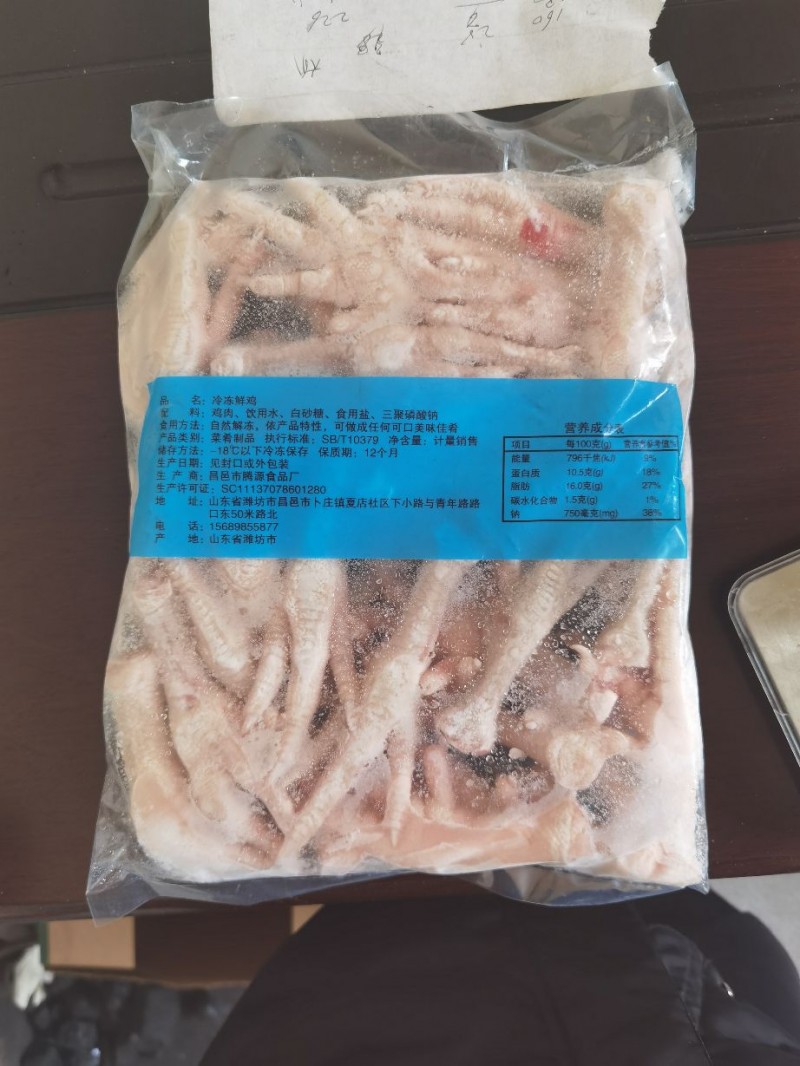 品 名：冷冻鲜鸡
配 料：鸡肉、饮用水、白砂糖、食用盐、三聚磷酸钠
食用方法：自然解冻，依产品特性，可做成任何可口美味佳肴
产品类别：菜肴制品 执行标准：SB/T10379 净含量：计量销售
储存方法：-18℃以下冷冻保存 保质期：12个月
生产日期：见封口或外包装
生 产 商：昌邑市腾源食品厂
生产许可证：SC11137078601280
地 址：山东省潍坊市昌邑市卜庄镇夏店社区下小路与青年路路
口东50米路北
电 话：15689855877
产 地：山东省潍坊市
营养成分表
项目 每100克(g) 营养素参考值%
能量 796千焦(kJ) 9%
蛋白质 10.5克(g) 18%
脂肪 16.0克(g) 27%
碳水化合物 1.5克(g) 1%
钠 750毫克(mg) 38%
160
228